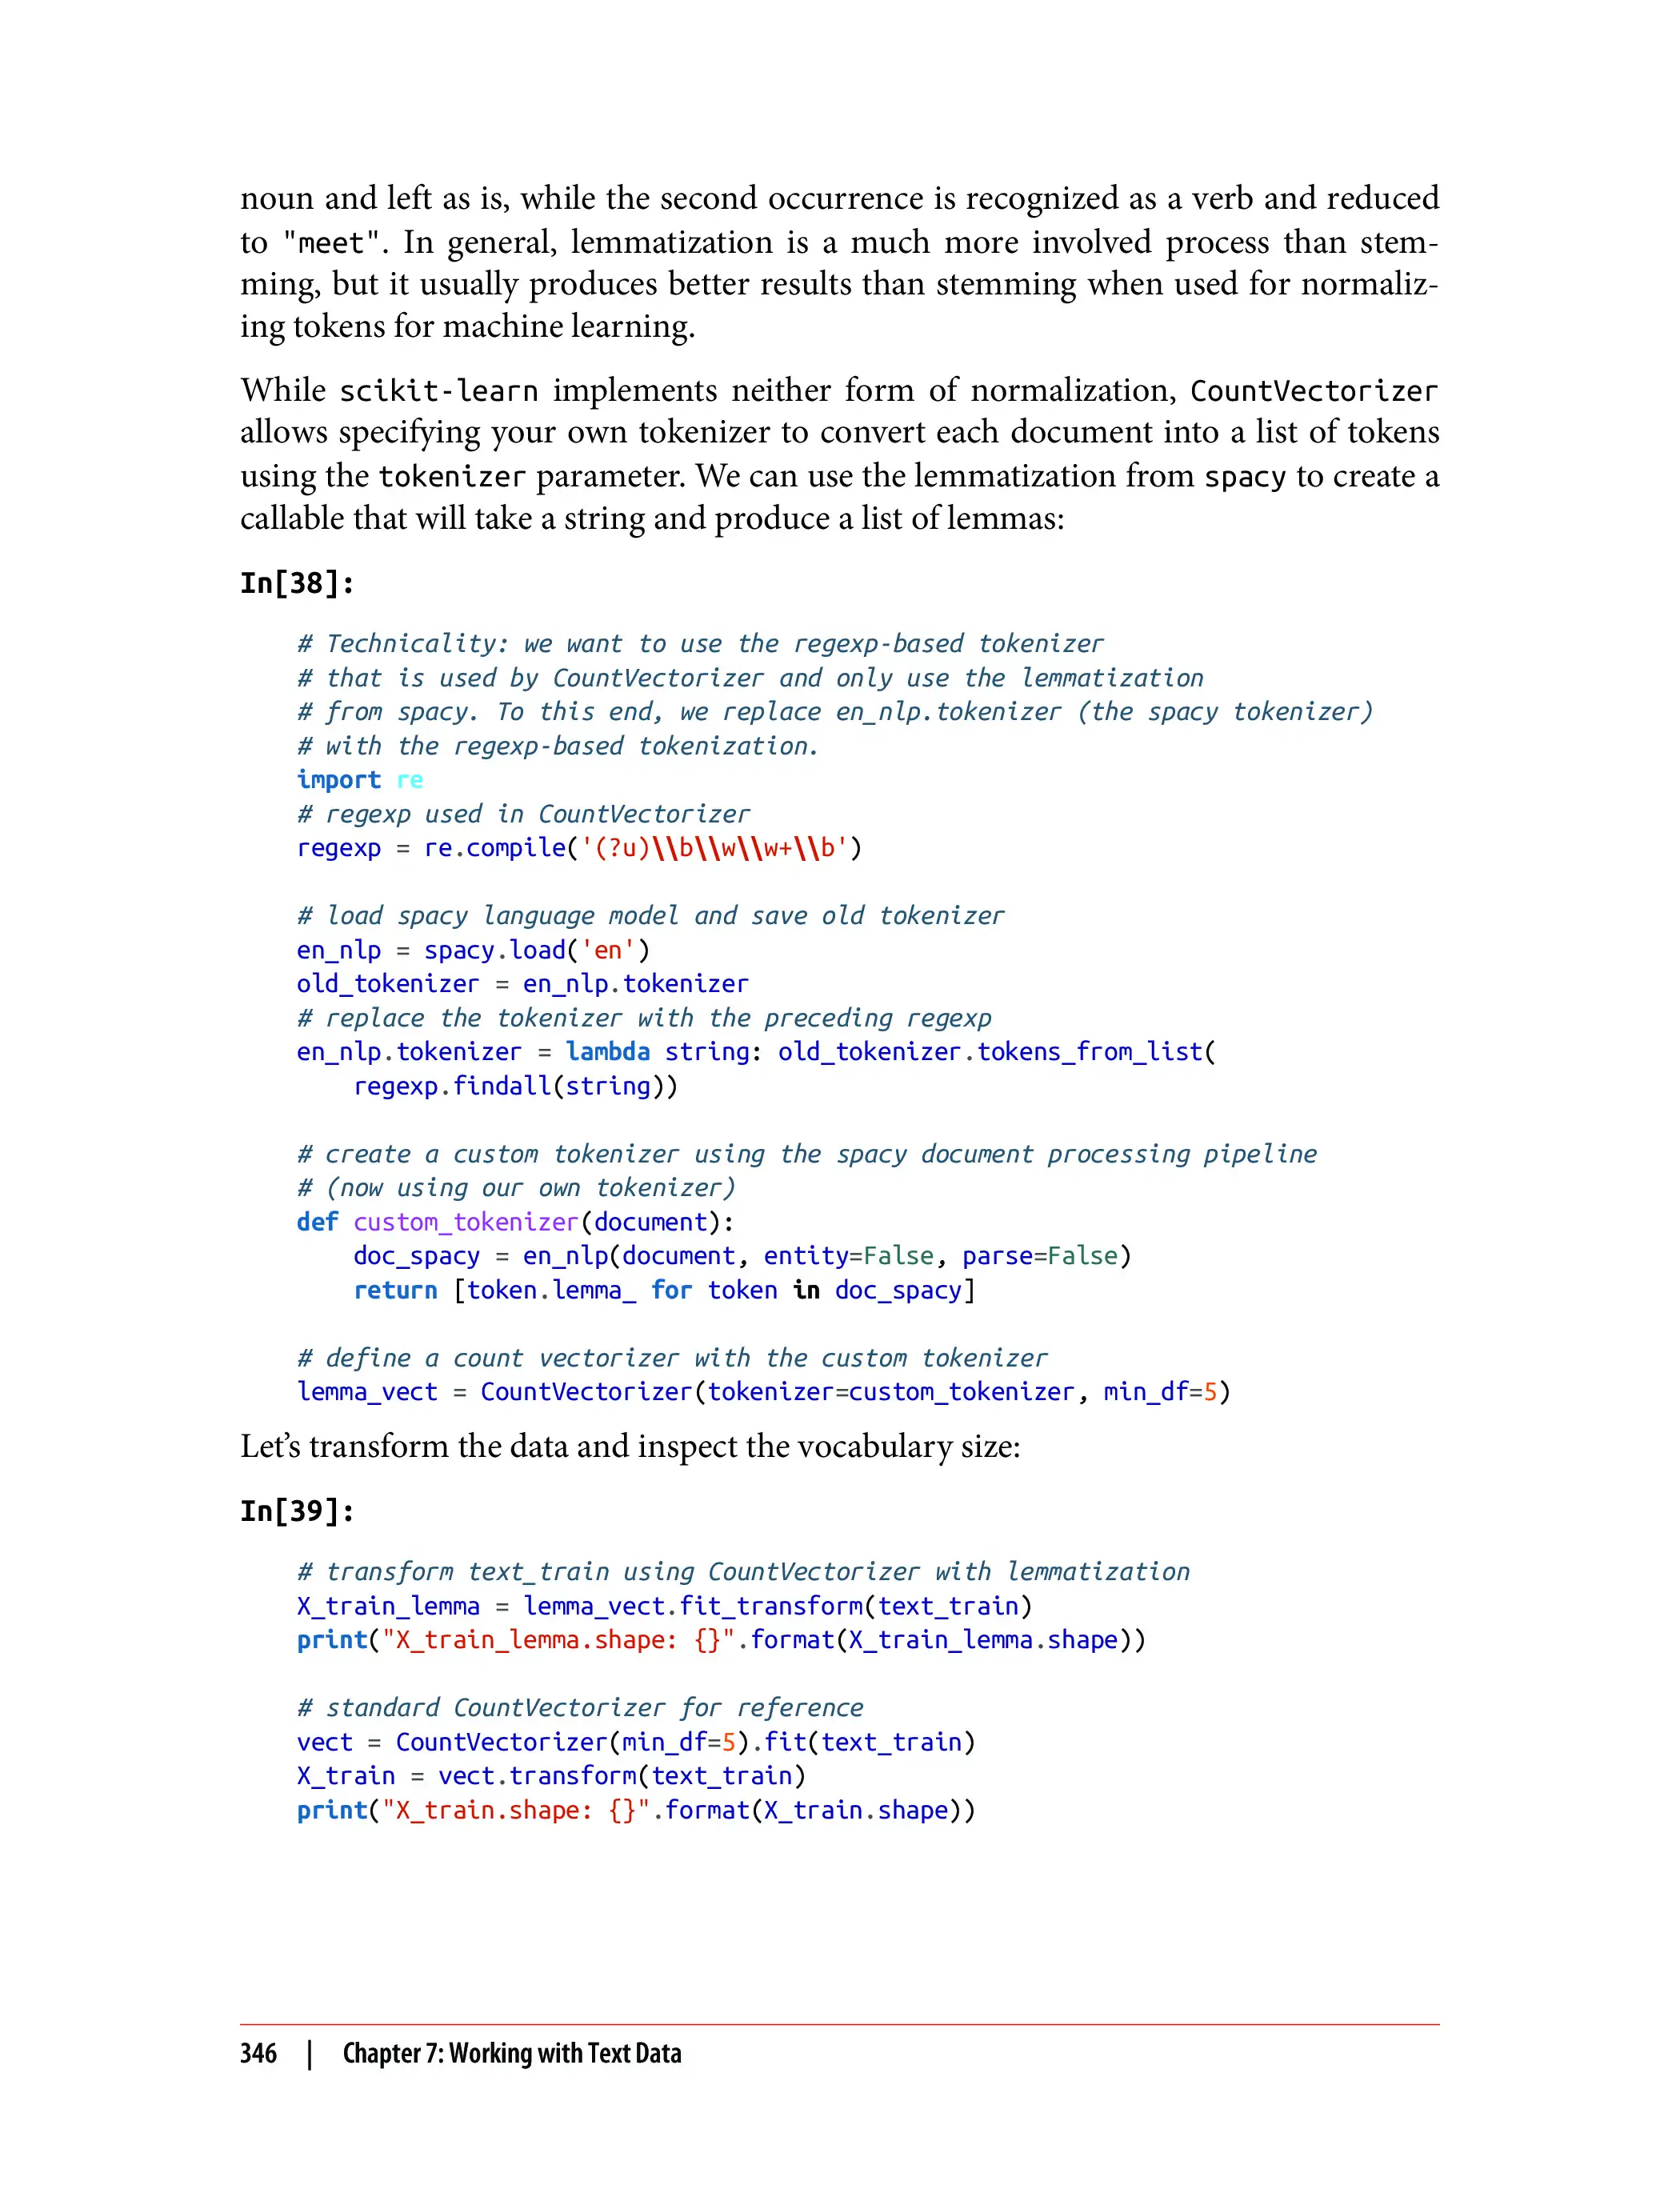 noun and left as is, while the second occurrence is recognized as a verb and reduced
to "meet". In general, lemmatization is a much more involved process than stem-
ming, but it usually produces better results than stemming when used for normaliz-
ing tokens for machine learning.
While scikit-learn implements neither form of normalization, CountVectorizer
allows specifying your own tokenizer to convert each document into a list of tokens
using the tokenizer parameter. We can use the lemmatization from spacy to create a
callable that will take a string and produce a list of lemmas:
In[38]:
# Technicality: we want to use the regexp-based tokenizer
# that is used by CountVectorizer and only use the lemmatization
# from spacy. To this end, we replace en_nlp.tokenizer (the spacy tokenizer)
# with the regexp-based tokenization.
import re
# regexp used in CountVectorizer
regexp = re.compile('(?u)\\b\\w\\w+\\b')
# load spacy language model and save old tokenizer
en_nlp = spacy.load('en')
old_tokenizer = en_nlp.tokenizer
# replace the tokenizer with the preceding regexp
en_nlp.tokenizer = lambda string: old_tokenizer.tokens_from_list(
    regexp.findall(string))
# create a custom tokenizer using the spacy document processing pipeline
# (now using our own tokenizer)
def custom_tokenizer(document):
    doc_spacy = en_nlp(document, entity=False, parse=False)
    return [token.lemma_ for token in doc_spacy]
# define a count vectorizer with the custom tokenizer
lemma_vect = CountVectorizer(tokenizer=custom_tokenizer, min_df=5)
Let's transform the data and inspect the vocabulary size:
In[39]:
# transform text_train using CountVectorizer with lemmatization
X_train_lemma = lemma_vect.fit_transform(text_train)
print("X_train_lemma.shape: {}".format(X_train_lemma.shape))
# standard CountVectorizer for reference
vect = CountVectorizer(min_df=5).fit(text_train)
X_train = vect.transform(text_train)
print("X_train.shape: {}".format(X_train.shape))
346 | Chapter 7: Working with Text Data